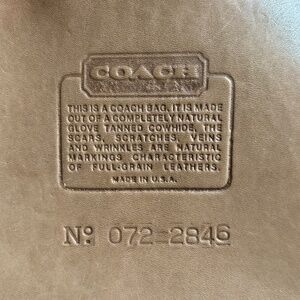 COACH
THIS IS A COACH BAG. IT IS MADE
OUT OF A COMPLETELY NATURAL
GLOVE TANNED COWHIDE, THE
SCARS, SCRATCHES, VEINS
AND WRINKLES ARE NATURAL
MARKINGS CHARACTERISTIC
OF FULL-GRAIN LEATHERS.
MADE IN U.S.A.
No: 072-2846